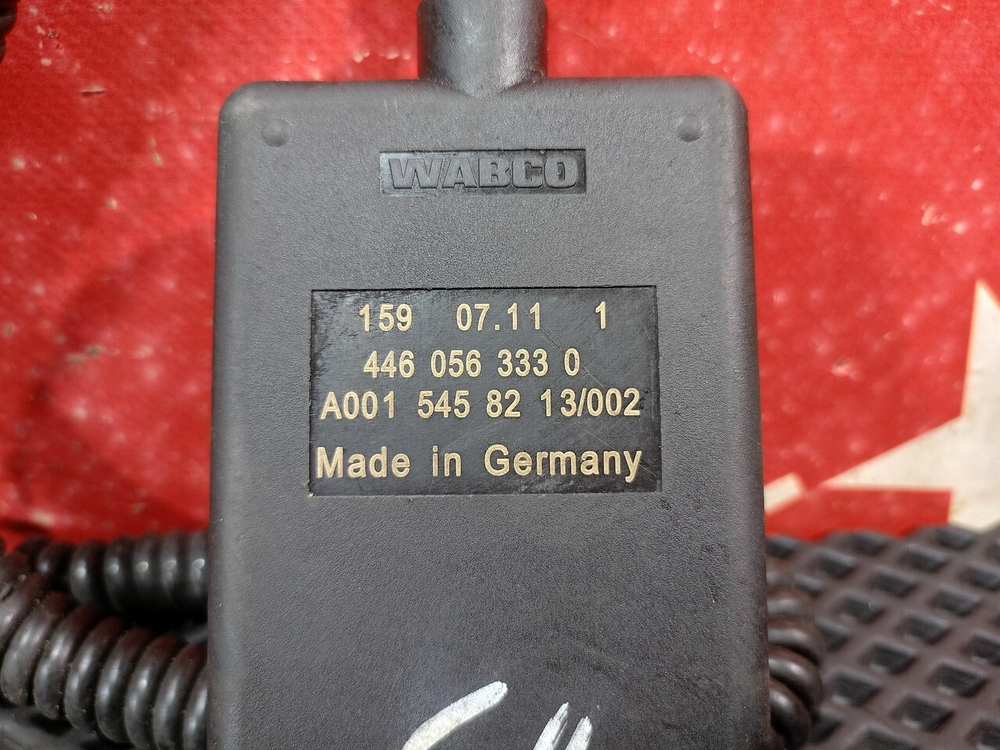 WABCO
159 07.11 1
446 056 333 0
A001 545 82 13/002
Made in Germany